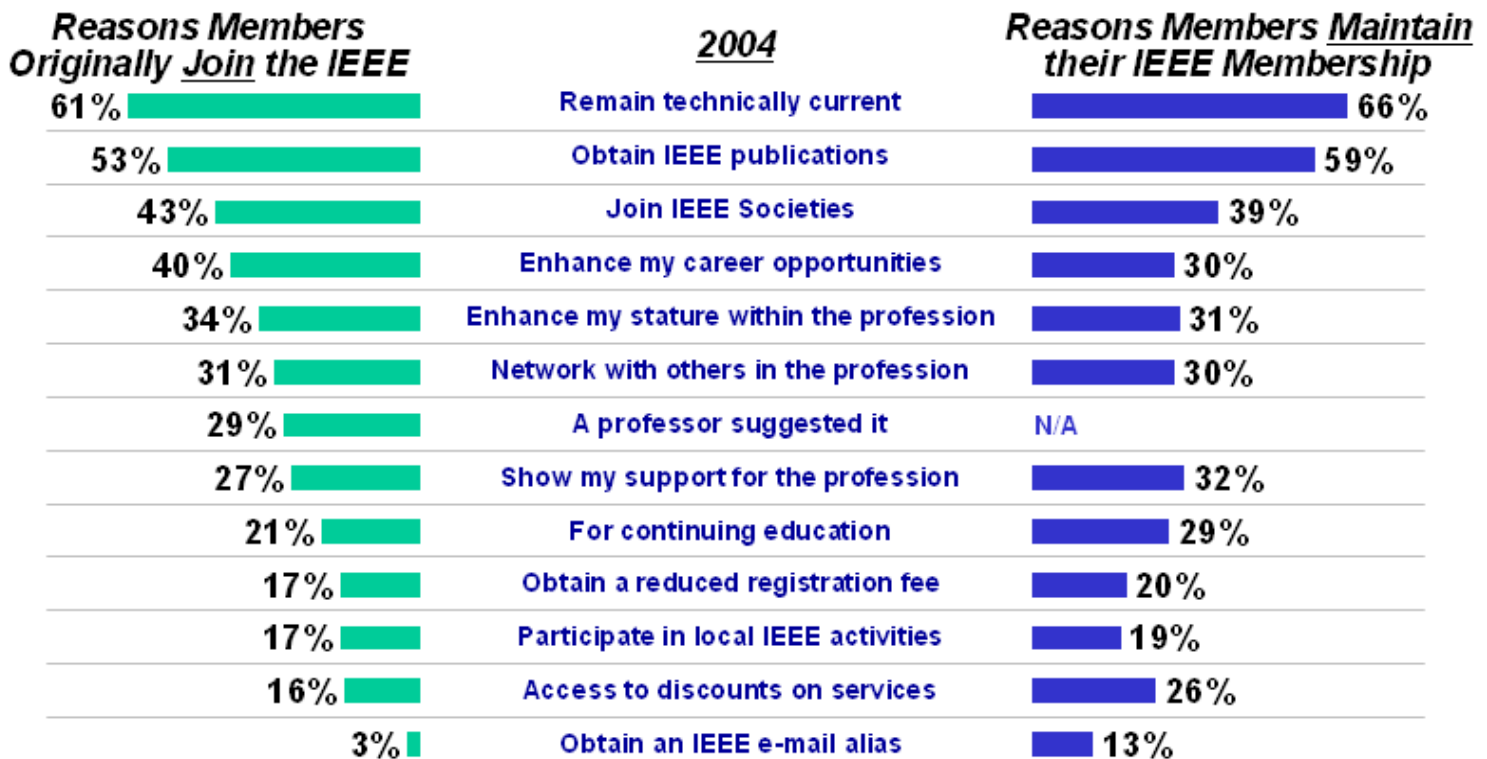 Reasons Members
Originally Join the IEEE
2004
Reasons Members Maintain
their IEEE Membership
61% Remain technically current 66%
53% Obtain IEEE publications 59%
43% Join IEEE Societies 39%
40% Enhance my career opportunities 30%
34% Enhance my stature within the profession 31%
31% Network with others in the profession 30%
29% A professor suggested it N/A
27% Show my support for the profession 32%
21% For continuing education 29%
17% Obtain a reduced registration fee 20%
17% Participate in local IEEE activities 19%
16% Access to discounts on services 26%
3% Obtain an IEEE e-mail alias 13%